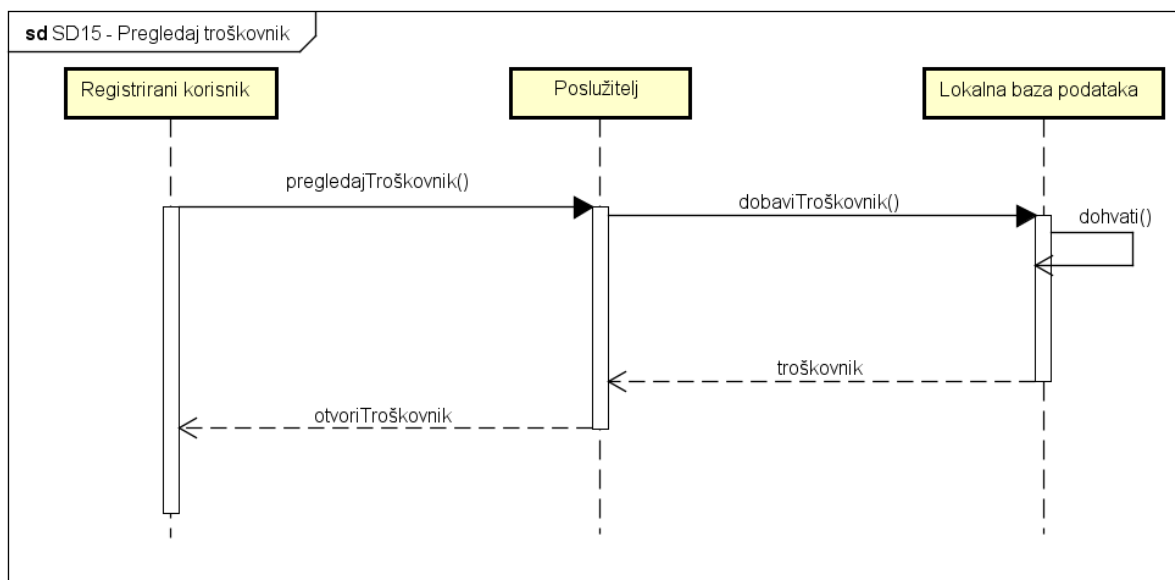 sd SD15 - Pregledaj troškovnik
Registrirani korisnik
Poslužitelj
Lokalna baza podataka
pregledajTroškovnik()
dobaviTroškovnik()
dohvati()
troškovnik
otvoriTroškovnik